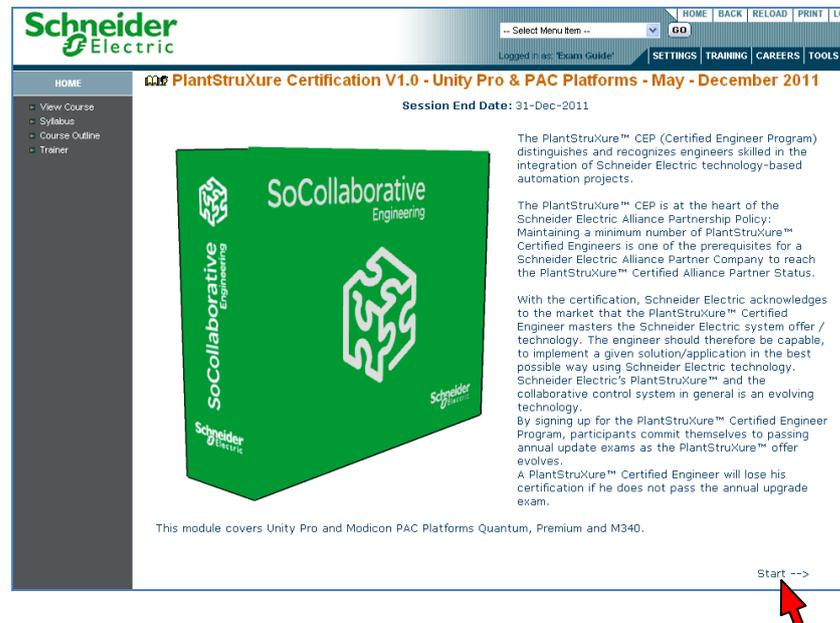 Schneider
Electric
HOME BACK RELOAD PRINT
-- Select Menu Item -- GO
Logged in as: 'Exam Guide' SETTINGS TRAINING CAREERS TOOLS
HOME
View Course
Syllabus
Course Outline
Trainer
PlantStruXure Certification V1.0 - Unity Pro & PAC Platforms - May - December 2011
Session End Date: 31-Dec-2011
SoCollaborative
Engineering
SoCollaborative
Engineering
Schneider
Electric
Schneider
Electric
The PlantStruXure™ CEP (Certified Engineer Program)
distinguishes and recognizes engineers skilled in the
integration of Schneider Electric technology-based
automation projects.
The PlantStruXure™ CEP is at the heart of the
Schneider Electric Alliance Partnership Policy:
Maintaining a minimum number of PlantStruXure™
Certified Engineers is one of the prerequisites for a
Schneider Electric Alliance Partner Company to reach
the PlantStruXure™ Certified Alliance Partner Status.
With the certification, Schneider Electric acknowledges
to the market that the PlantStruXure™ Certified
Engineer masters the Schneider Electric system offer /
technology. The engineer should therefore be capable,
to implement a given solution/application in the best
possible way using Schneider Electric technology.
Schneider Electric's PlantStruXure™ and the
collaborative control system in general is an evolving
technology.
By signing up for the PlantStruXure™ Certified Engineer
Program, participants commit themselves to passing
annual update exams as the PlantStruXure™ offer
evolves.
A PlantStruXure™ Certified Engineer will lose his
certification if he does not pass the annual upgrade
exam.
This module covers Unity Pro and Modicon PAC Platforms Quantum, Premium and M340.
Start -->